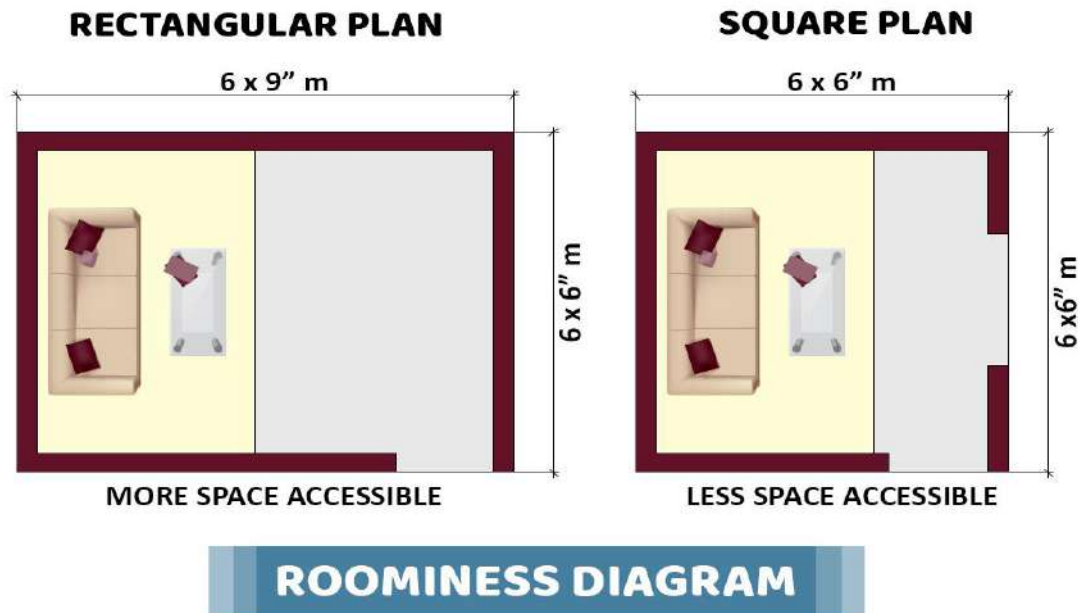 RECTANGULAR PLAN
6 x 9” m
6 x 6” m
MORE SPACE ACCESSIBLE
SQUARE PLAN
6 x 6” m
6 x6” m
LESS SPACE ACCESSIBLE
ROOMINESS DIAGRAM